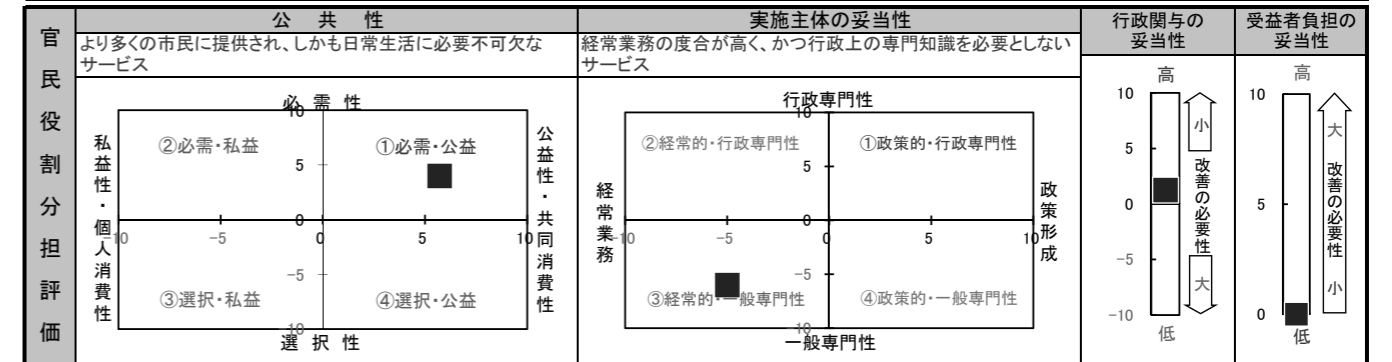 官民役割分担評価
公共性
より多くの市民に提供され、しかも日常生活に必要不可欠な
サービス
必需性
私益性・個人消費性
公益性・共同消費性
②必需・私益
①必需・公益
③選択・私益
④選択・公益
10
5
0
-5
-10
-10
-5
0
5
10
選択性
実施主体の妥当性
経常業務の度合が高く、かつ行政上の専門知識を必要としない
サービス
行政専門性
経常業務
政策形成
②経常的・行政専門性
①政策的・行政専門性
③経常的・一般専門性
④政策的・一般専門性
10
5
0
-5
-10
-10
-5
0
5
10
一般専門性
行政関与の
妥当性
高
10
5
0
-5
-10
低
小
改善の必要性
大
受益者負担の
妥当性
高
10
5
0
低
大
改善の必要性
小